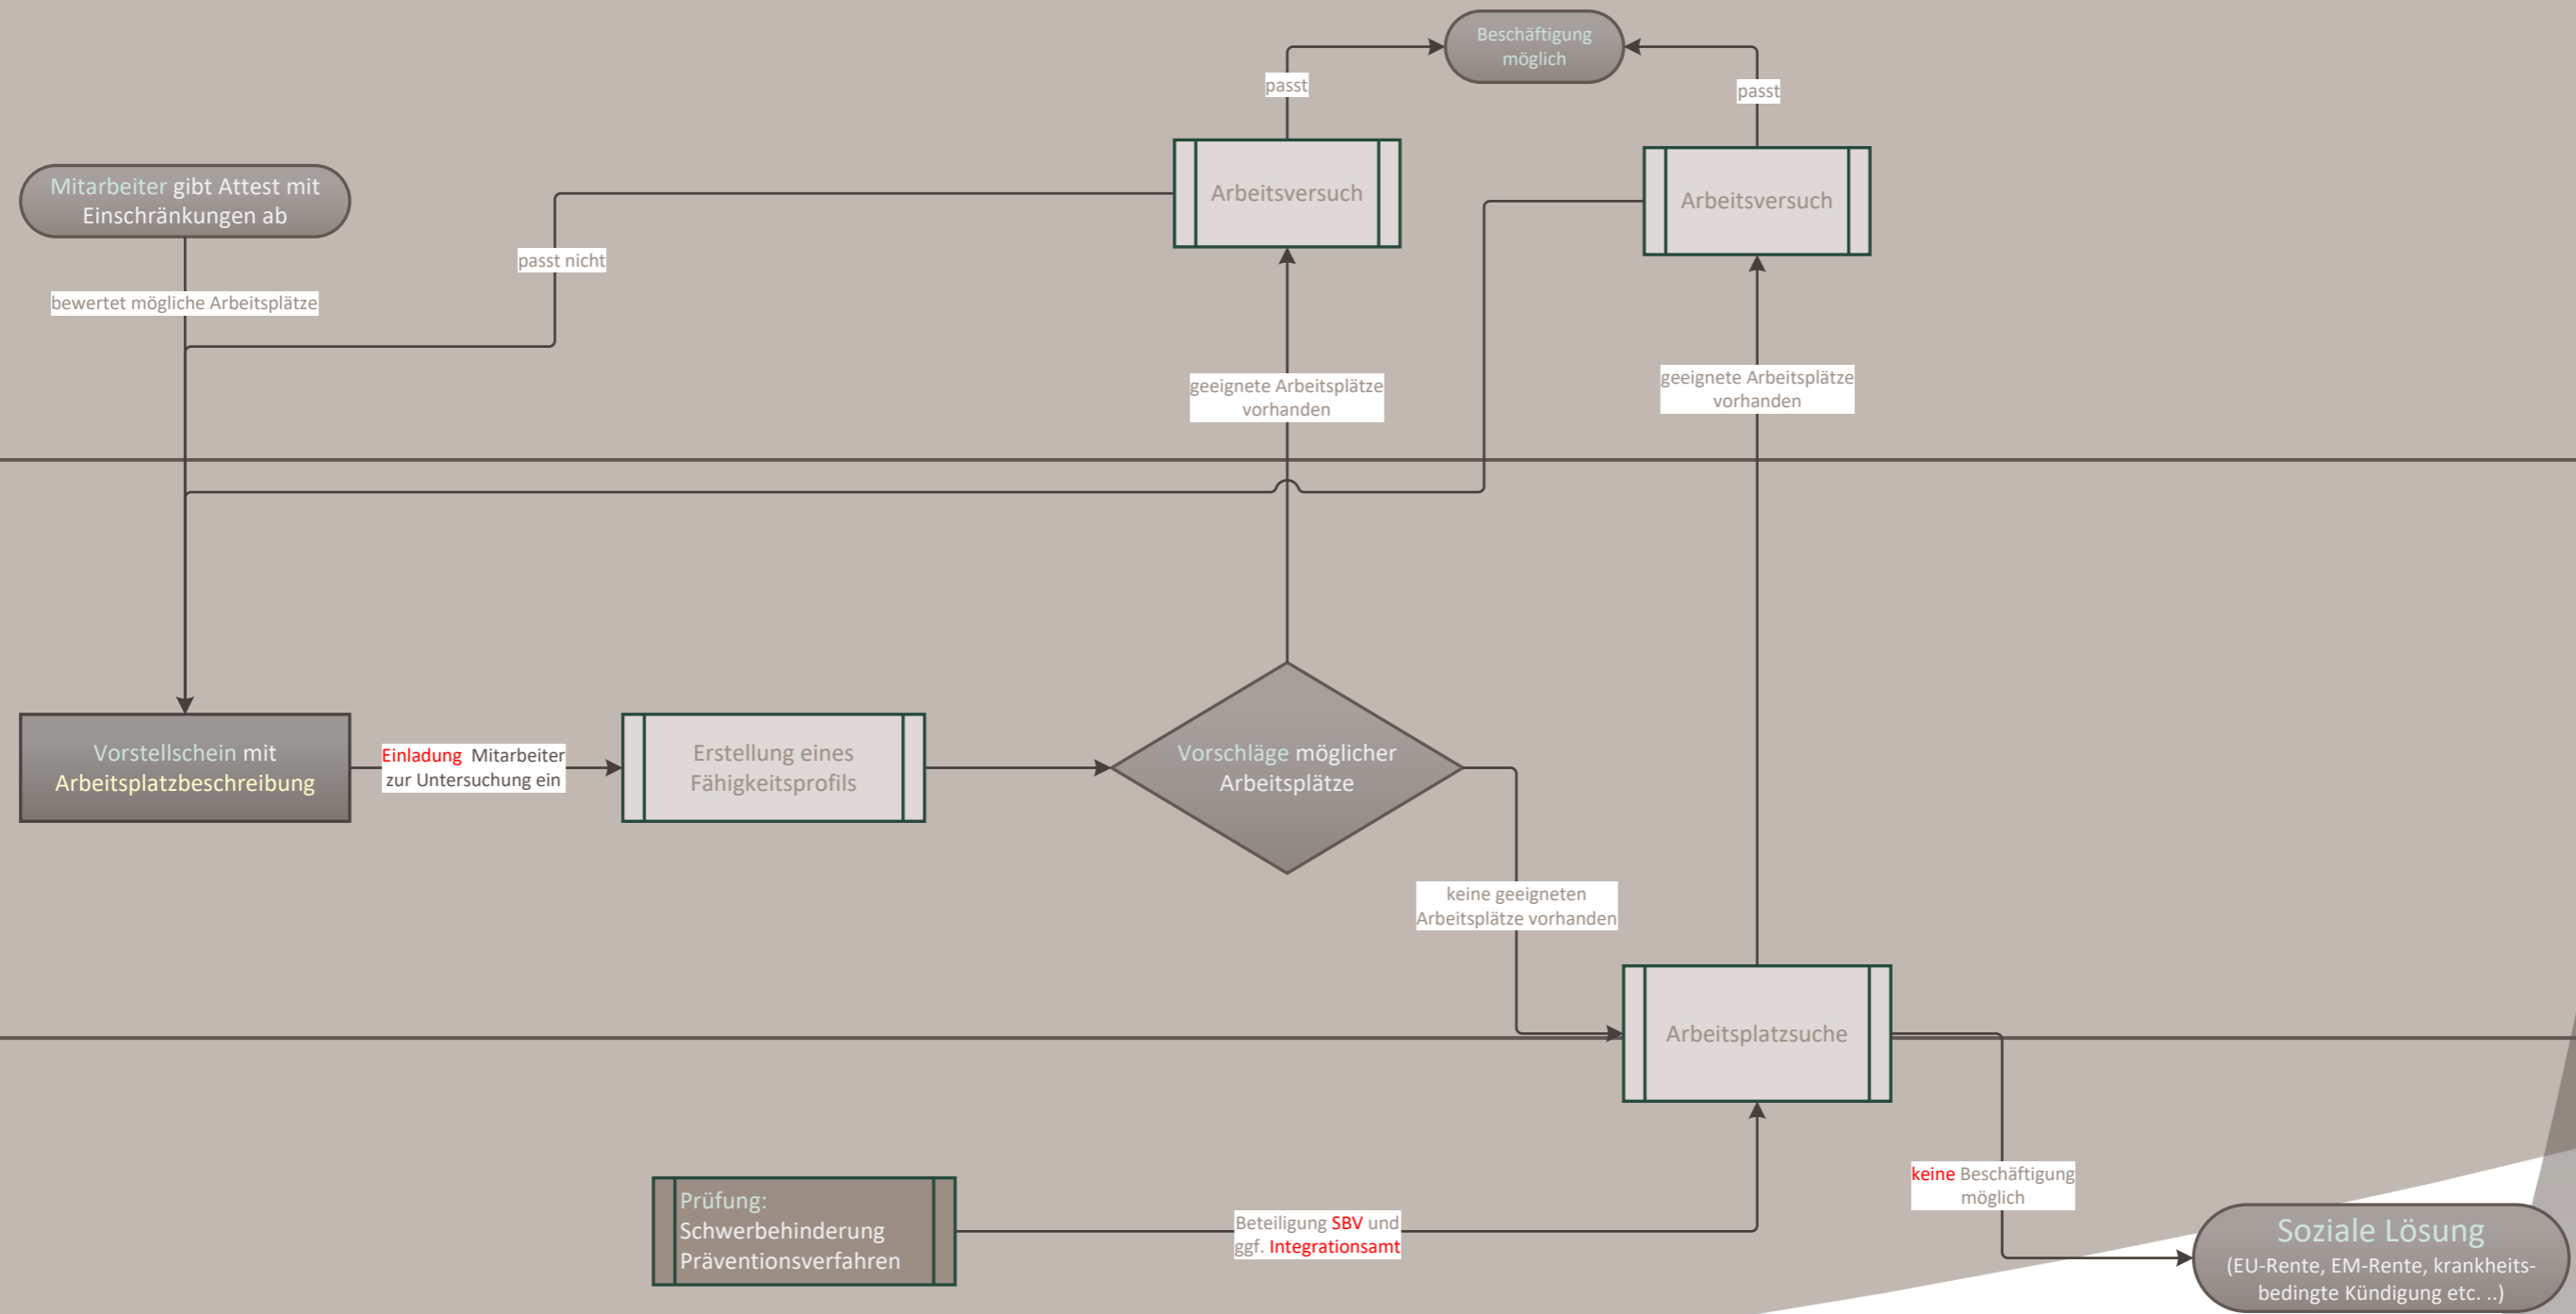 Beschäftigung
möglich
passt
passt
Mitarbeiter gibt Attest mit
Einschränkungen ab
Arbeitsversuch
Arbeitsversuch
passt nicht
bewertet mögliche Arbeitsplätze
geeignete Arbeitsplätze
vorhanden
geeignete Arbeitsplätze
vorhanden
Vorstellschein mit
Arbeitsplatzbeschreibung
Einladung Mitarbeiter
zur Untersuchung ein
Erstellung eines
Fähigkeitsprofils
Vorschläge möglicher
Arbeitsplätze
keine geeigneten
Arbeitsplätze vorhanden
Arbeitsplatzsuche
Prüfung:
Schwerbehinderung
Präventionsverfahren
Beteiligung SBV und
ggf. Integrationsamt
keine Beschäftigung
möglich
Soziale Lösung
(EU-Rente, EM-Rente, krankheits-
bedingte Kündigung etc. ..)